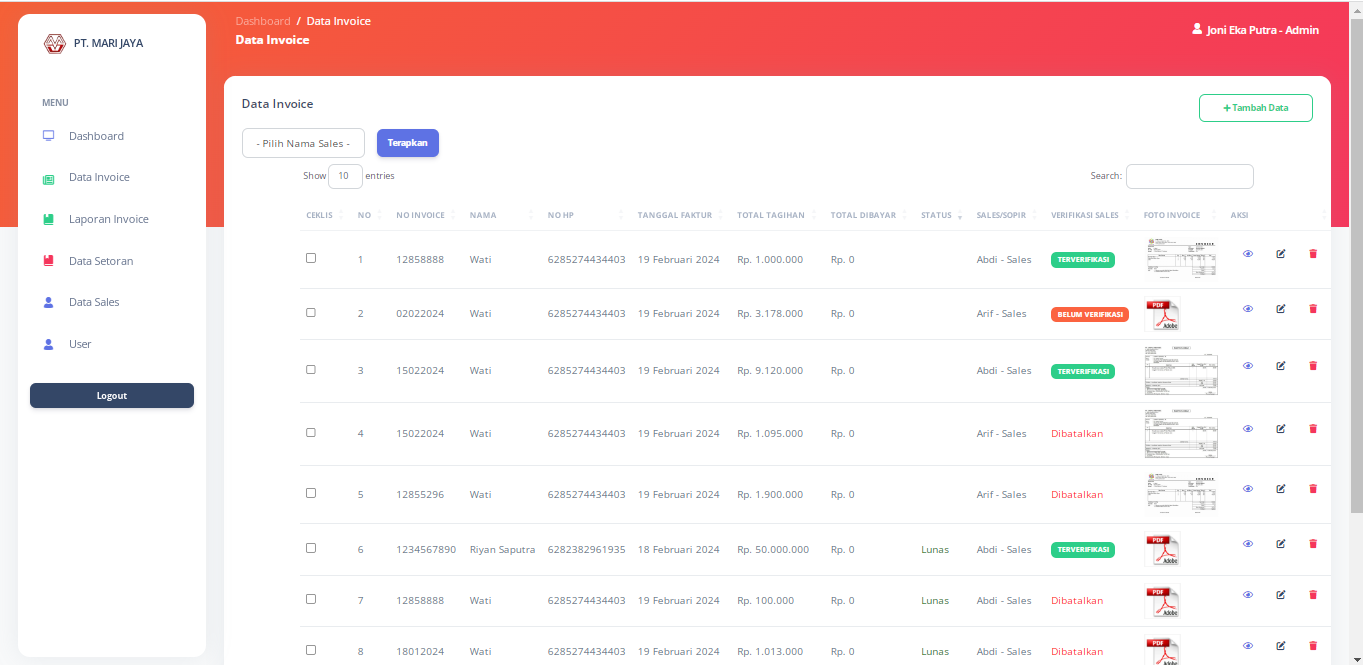 PT. MARI JAYA
MENU
Dashboard
Data Invoice
Laporan Invoice
Data Setoran
Data Sales
User
Logout
Dashboard / Data Invoice
Data Invoice
Joni Eka Putra - Admin
Data Invoice
+ Tambah Data
- Pilih Nama Sales - Terapkan
Show 10 entries Search:
CEKLIS NO NO INVOICE NAMA NO HP TANGGAL FAKTUR TOTAL TAGIHAN TOTAL DIBAYAR STATUS SALES/SOPIR VERIFIKASI SALES FOTO INVOICE AKSI
1 12858888 Wati 6285274434403 19 Februari 2024 Rp. 1.000.000 Rp. 0 Abdi - Sales TERVERIFIKASI
2 02022024 Wati 6285274434403 19 Februari 2024 Rp. 3.178.000 Rp. 0 Arif - Sales BELUM VERIFIKASI PDF Adobe
3 15022024 Wati 6285274434403 19 Februari 2024 Rp. 9.120.000 Rp. 0 Abdi - Sales TERVERIFIKASI
4 15022024 Wati 6285274434403 19 Februari 2024 Rp. 1.095.000 Rp. 0 Arif - Sales Dibatalkan
5 12855296 Wati 6285274434403 19 Februari 2024 Rp. 1.900.000 Rp. 0 Arif - Sales Dibatalkan
6 1234567890 Riyan Saputra 6282382961935 18 Februari 2024 Rp. 50.000.000 Rp. 0 Lunas Abdi - Sales TERVERIFIKASI PDF Adobe
7 12858888 Wati 6285274434403 19 Februari 2024 Rp. 100.000 Rp. 0 Lunas Abdi - Sales Dibatalkan PDF Adobe
8 18012024 Wati 6285274434403 19 Februari 2024 Rp. 1.013.000 Rp. 0 Lunas Abdi - Sales Dibatalkan PDF Adobe